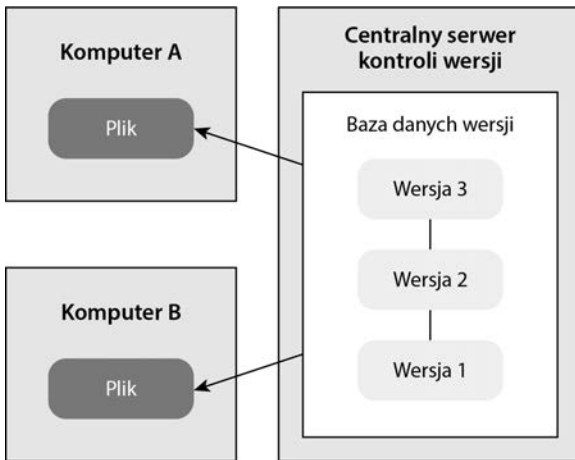 Komputer A
Plik
Komputer B
Plik
Centralny serwer
kontroli wersji
Baza danych wersji
Wersja 3
Wersja 2
Wersja 1